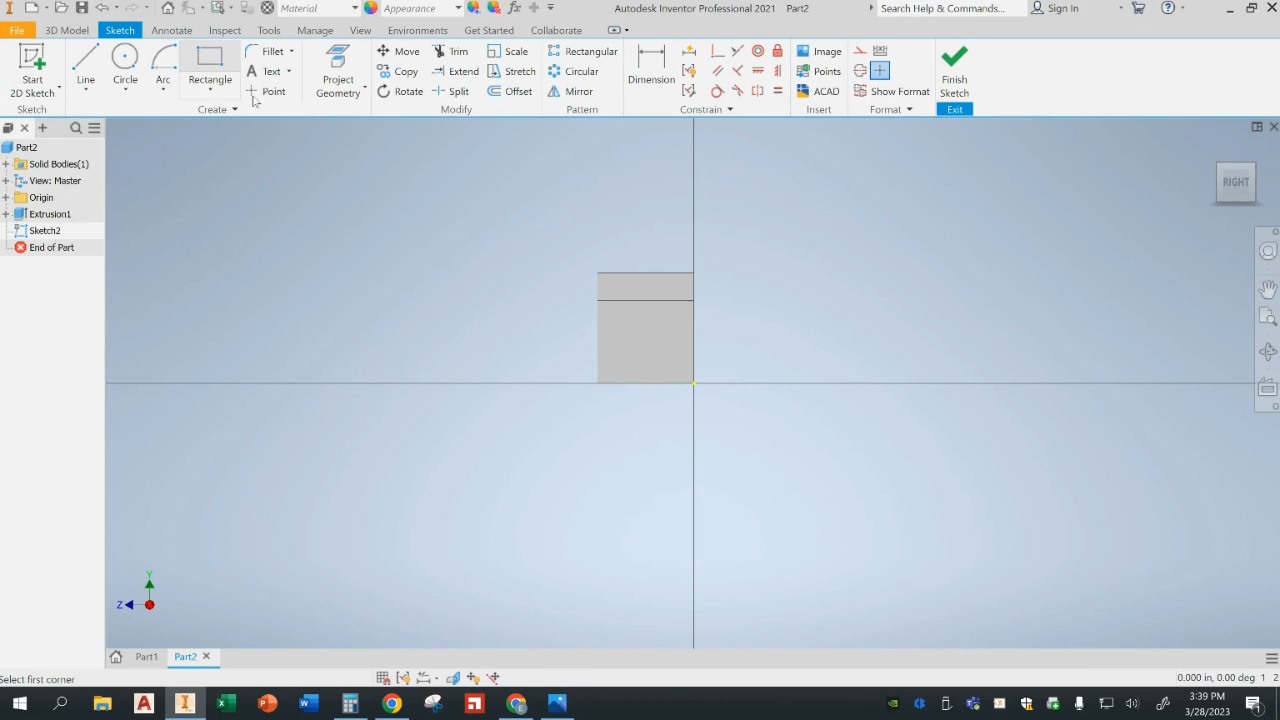 Material
Appearance
Autodesk Inventor Professional 2021 Part2
Search Help & Commands...
Sign In
File
3D Model
Sketch
Annotate
Inspect
Tools
Manage
View
Environments
Get Started
Collaborate
Start
2D Sketch
Line
Circle
Arc
Rectangle
Fillet
Text
Point
Project
Geometry
Move
Copy
Rotate
Trim
Extend
Split
Scale
Stretch
Offset
Rectangular
Circular
Mirror
Dimension
Image
Points
ACAD
Show Format
Finish
Sketch
Sketch
Create
Modify
Pattern
Constrain
Insert
Format
Exit
Part2
Solid Bodies(1)
View: Master
Origin
Extrusion1
Sketch2
End of Part
RIGHT
Y
Z
Part1
Part2
Select first corner
0.000 in, 0.00 deg 1 2
3:39 PM
3/28/2023